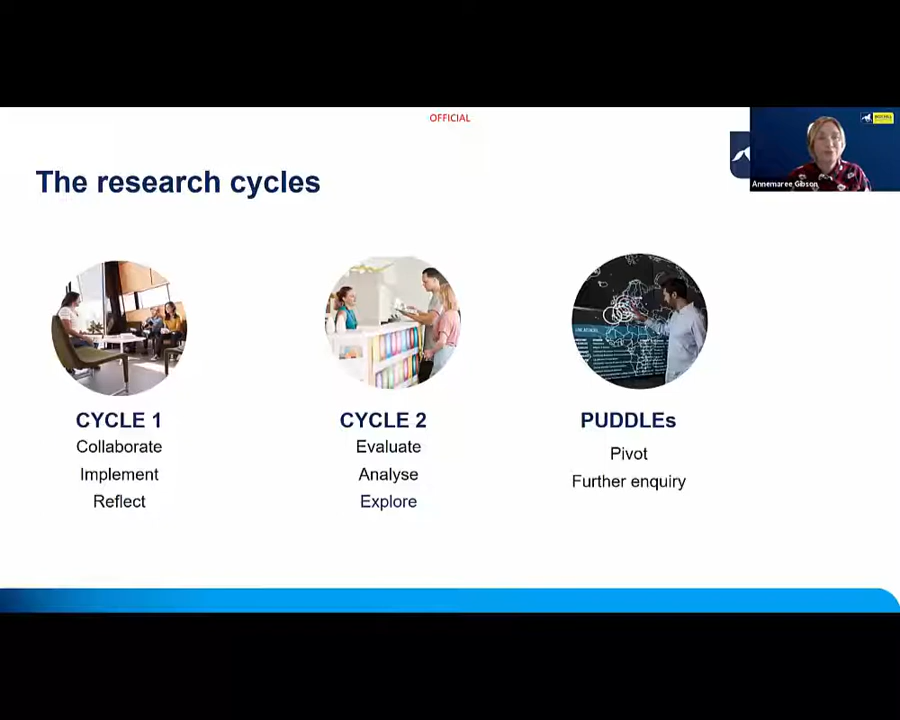 OFFICIAL
Annemaree Gibson
The research cycles
CYCLE 1
Collaborate
Implement
Reflect
CYCLE 2
Evaluate
Analyse
Explore
PUDDLEs
Pivot
Further enquiry